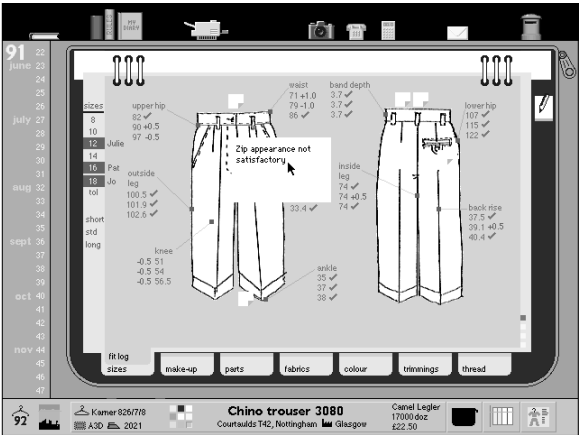 RULES
MY
DIARY
91
22
june 23
24
25
26
july 27
28
29
30
31
aug 32
33
34
35
sept 36
37
38
39
oct 40
41
42
43
nov 44
45
46
47
sizes
8
10
12 Julie
14
16 Pat
18 Jo
tol
short
std
long
upper hip
82 ✓
90 +0.5
97 -0.5
waist
71 +1.0
79 -1.0
86 ✓
band depth
3.7 ✓
3.7 ✓
3.7 ✓
lower hip
107 ✓
115 ✓
122 ✓
Zip appearance not
satisfactory
outside
leg
100.5 ✓
101.9 ✓
102.6 ✓
33.4 ✓
inside
leg
74 ✓
74 +0.5
74 ✓
back rise
37.5 ✓
39.1 +0.5
40.4 ✓
knee
-0.5 51
-0.5 54
-0.5 56.5
ankle
35 ✓
37 ✓
38 ✓
fit log
sizes
make-up
parts
fabrics
colour
trimmings
thread
92
Kamer 826/7/8
A3D 2021
Chino trouser 3080
Courtaulds T42, Nottingham Glasgow
Camel Legler
17000 doz
£22.50